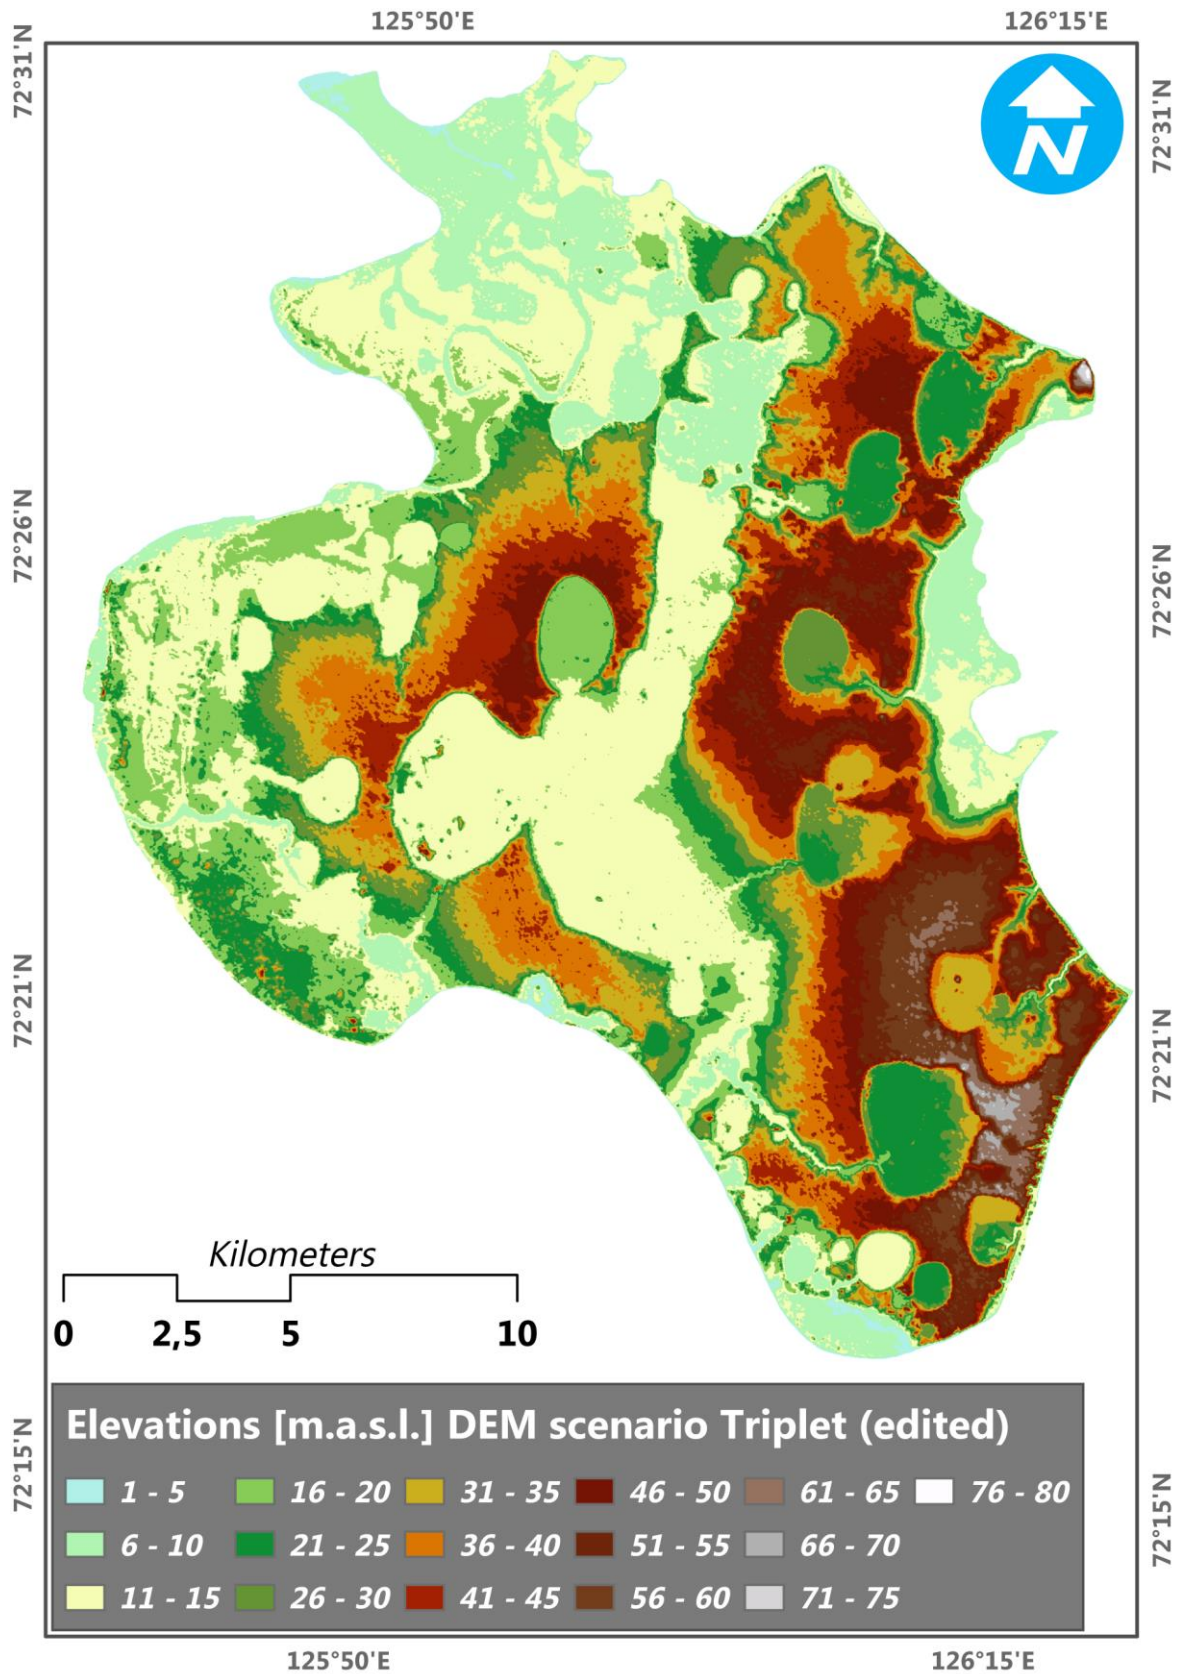 125°50'E 126°15'E
72°31'N 72°31'N
N
72°26'N 72°26'N
72°21'N 72°21'N
Kilometers
0 2,5 5 10
72°15'N 72°15'N
Elevations [m.a.s.l.] DEM scenario Triplet (edited)
1 - 5 16 - 20 31 - 35 46 - 50 61 - 65 76 - 80
6 - 10 21 - 25 36 - 40 51 - 55 66 - 70
11 - 15 26 - 30 41 - 45 56 - 60 71 - 75
125°50'E 126°15'E